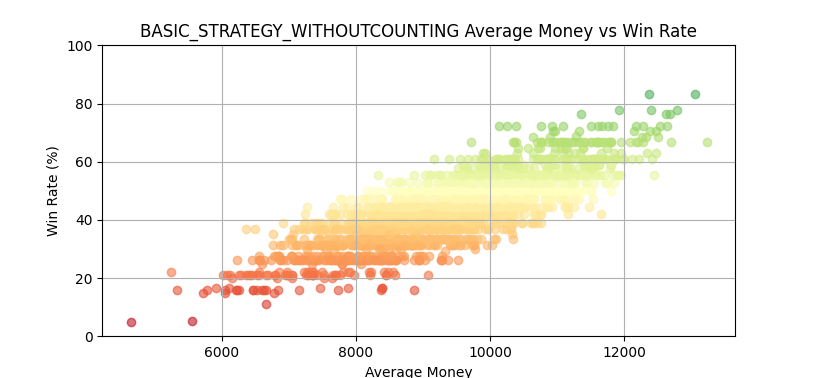 BASIC_STRATEGY_WITHOUTCOUNTING Average Money vs Win Rate
100
80
60
40
20
0
Win Rate (%)
6000 8000 10000 12000
Average Money